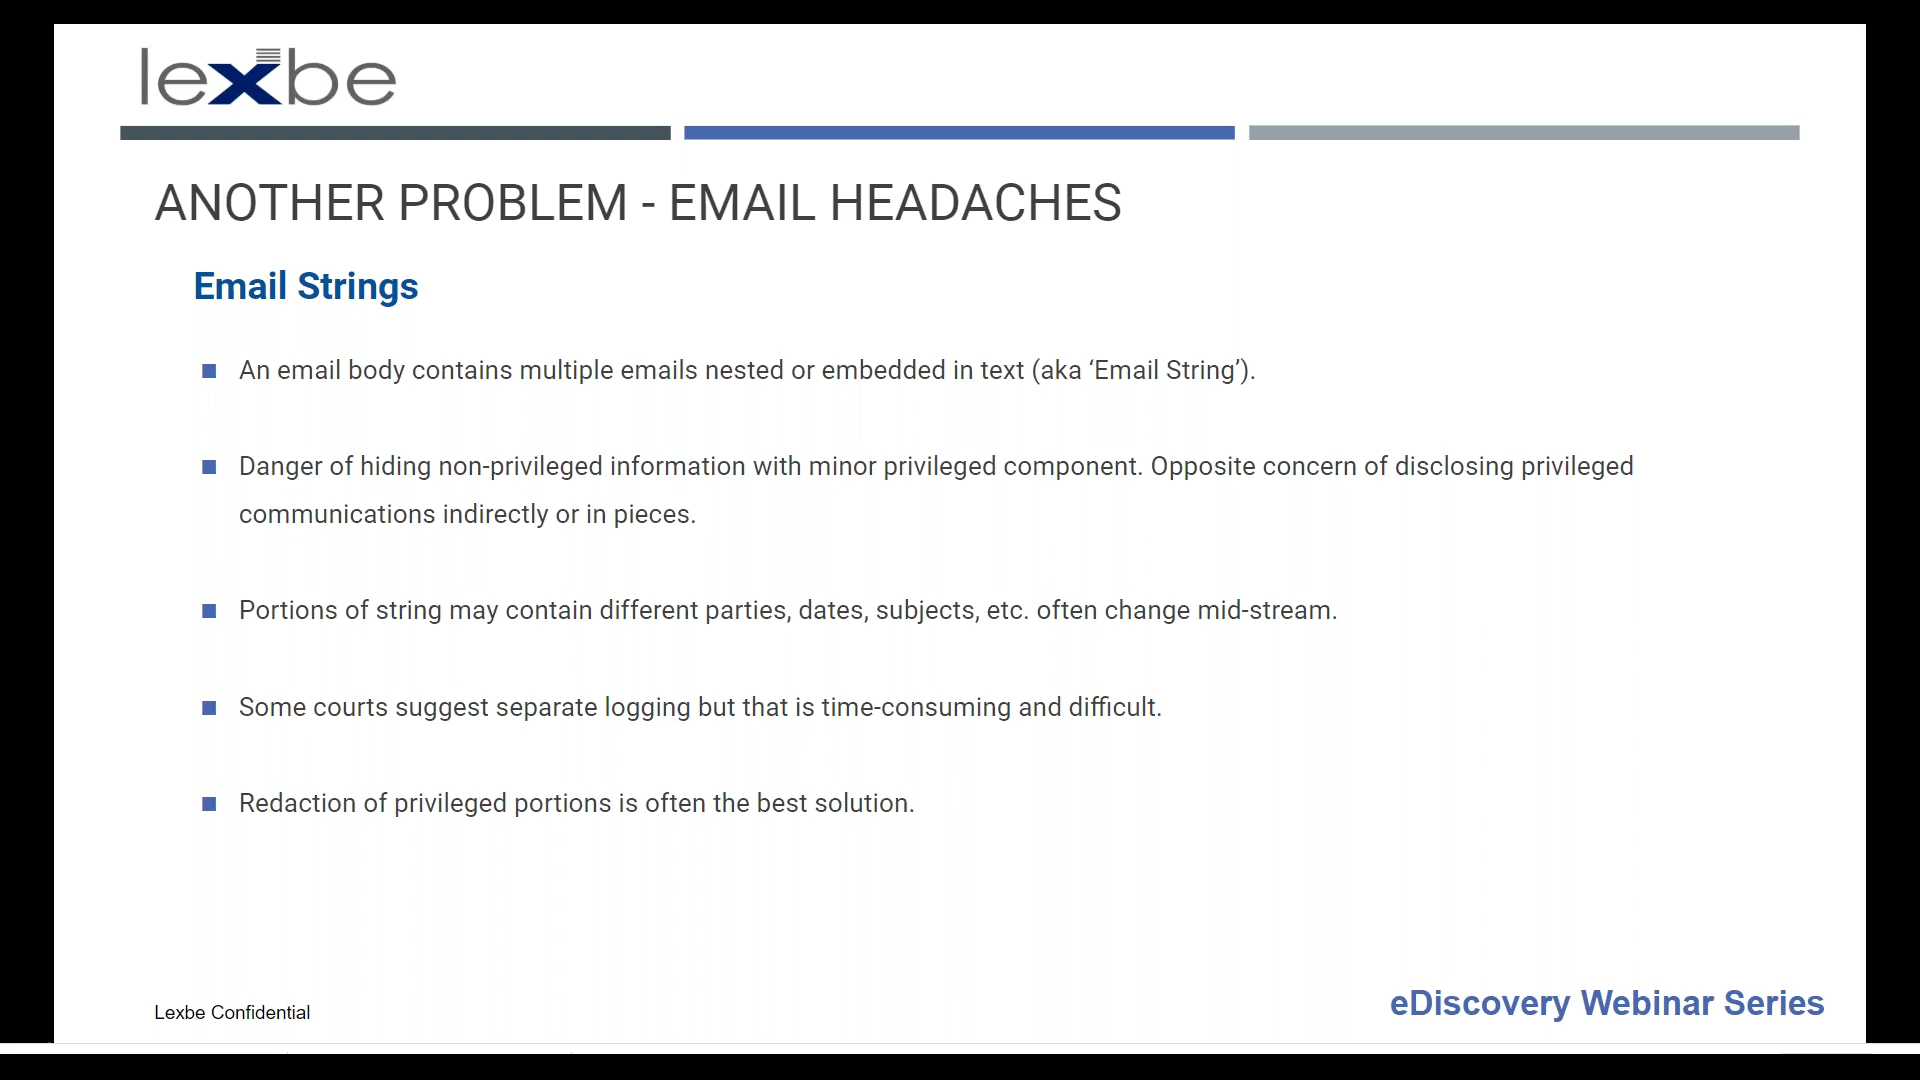 lexbe
ANOTHER PROBLEM - EMAIL HEADACHES
Email Strings
An email body contains multiple emails nested or embedded in text (aka ‘Email String’).
Danger of hiding non-privileged information with minor privileged component. Opposite concern of disclosing privileged
communications indirectly or in pieces.
Portions of string may contain different parties, dates, subjects, etc. often change mid-stream.
Some courts suggest separate logging but that is time-consuming and difficult.
Redaction of privileged portions is often the best solution.
Lexbe Confidential
eDiscovery Webinar Series